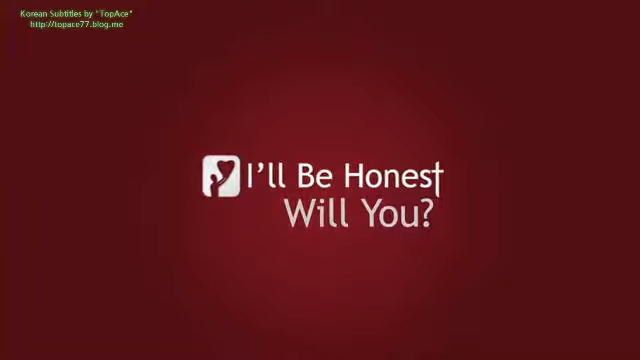 Korean Subtitles by "TopAce"
http://topace77.blog.me
I'll Be Honest
Will You?